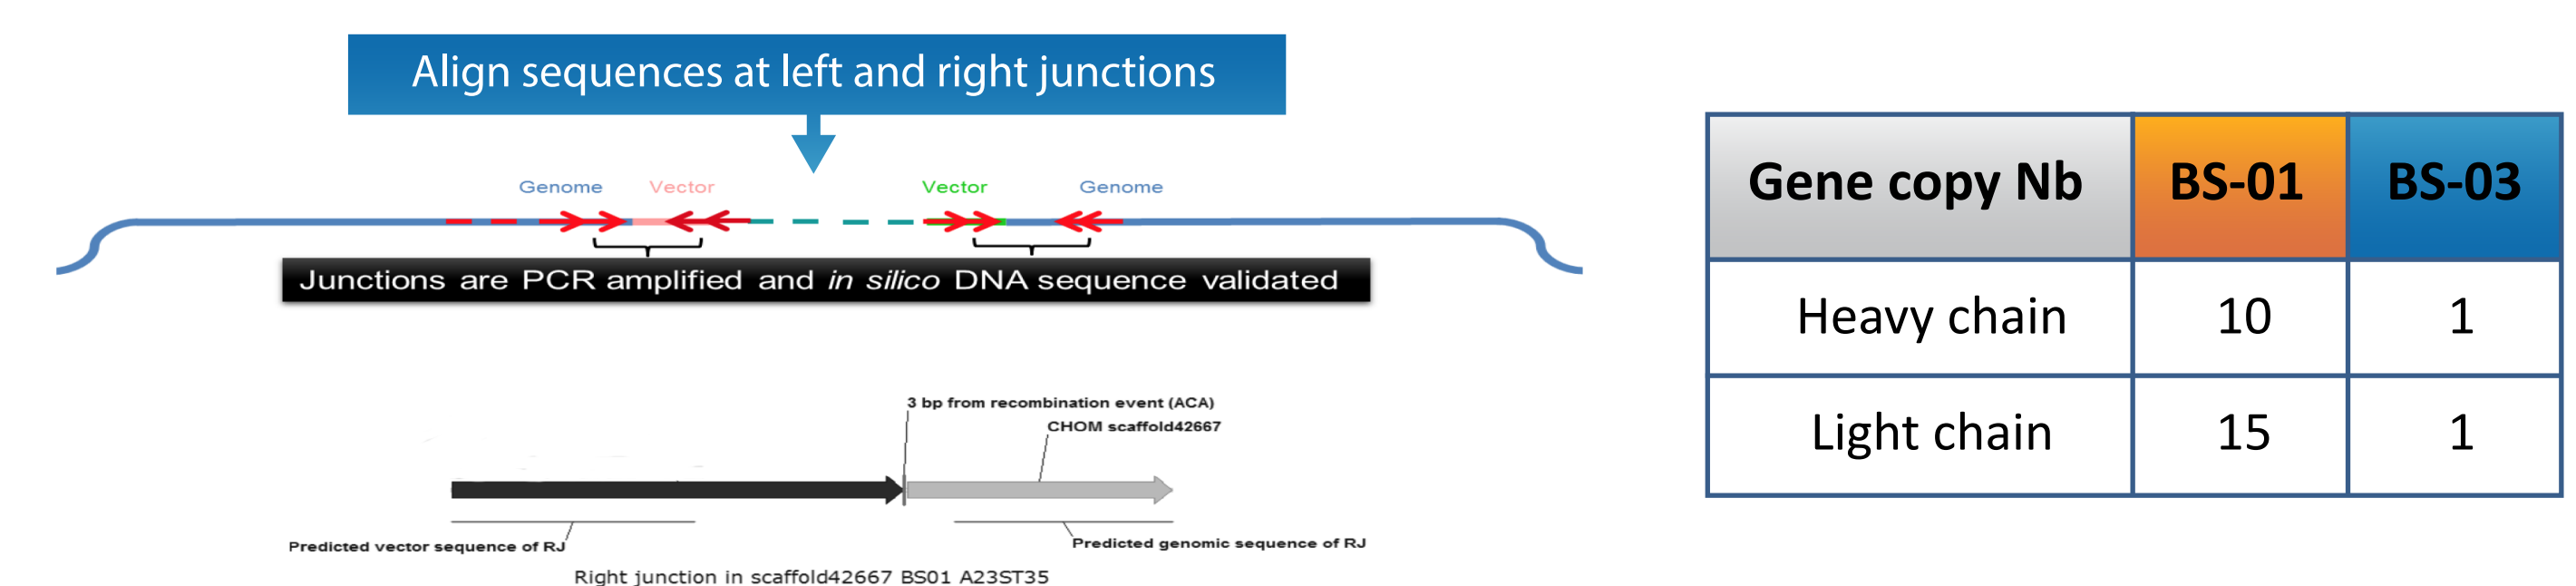 Align sequences at left and right junctions
Genome Vector Vector Genome
Junctions are PCR amplified and in silico DNA sequence validated
3 bp from recombination event (ACA)
CHOM scaffold42667
Predicted vector sequence of RJ
Predicted genomic sequence of RJ
Right junction in scaffold42667 BS01 A23ST35
Gene copy Nb BS-01 BS-03
Heavy chain 10 1
Light chain 15 1